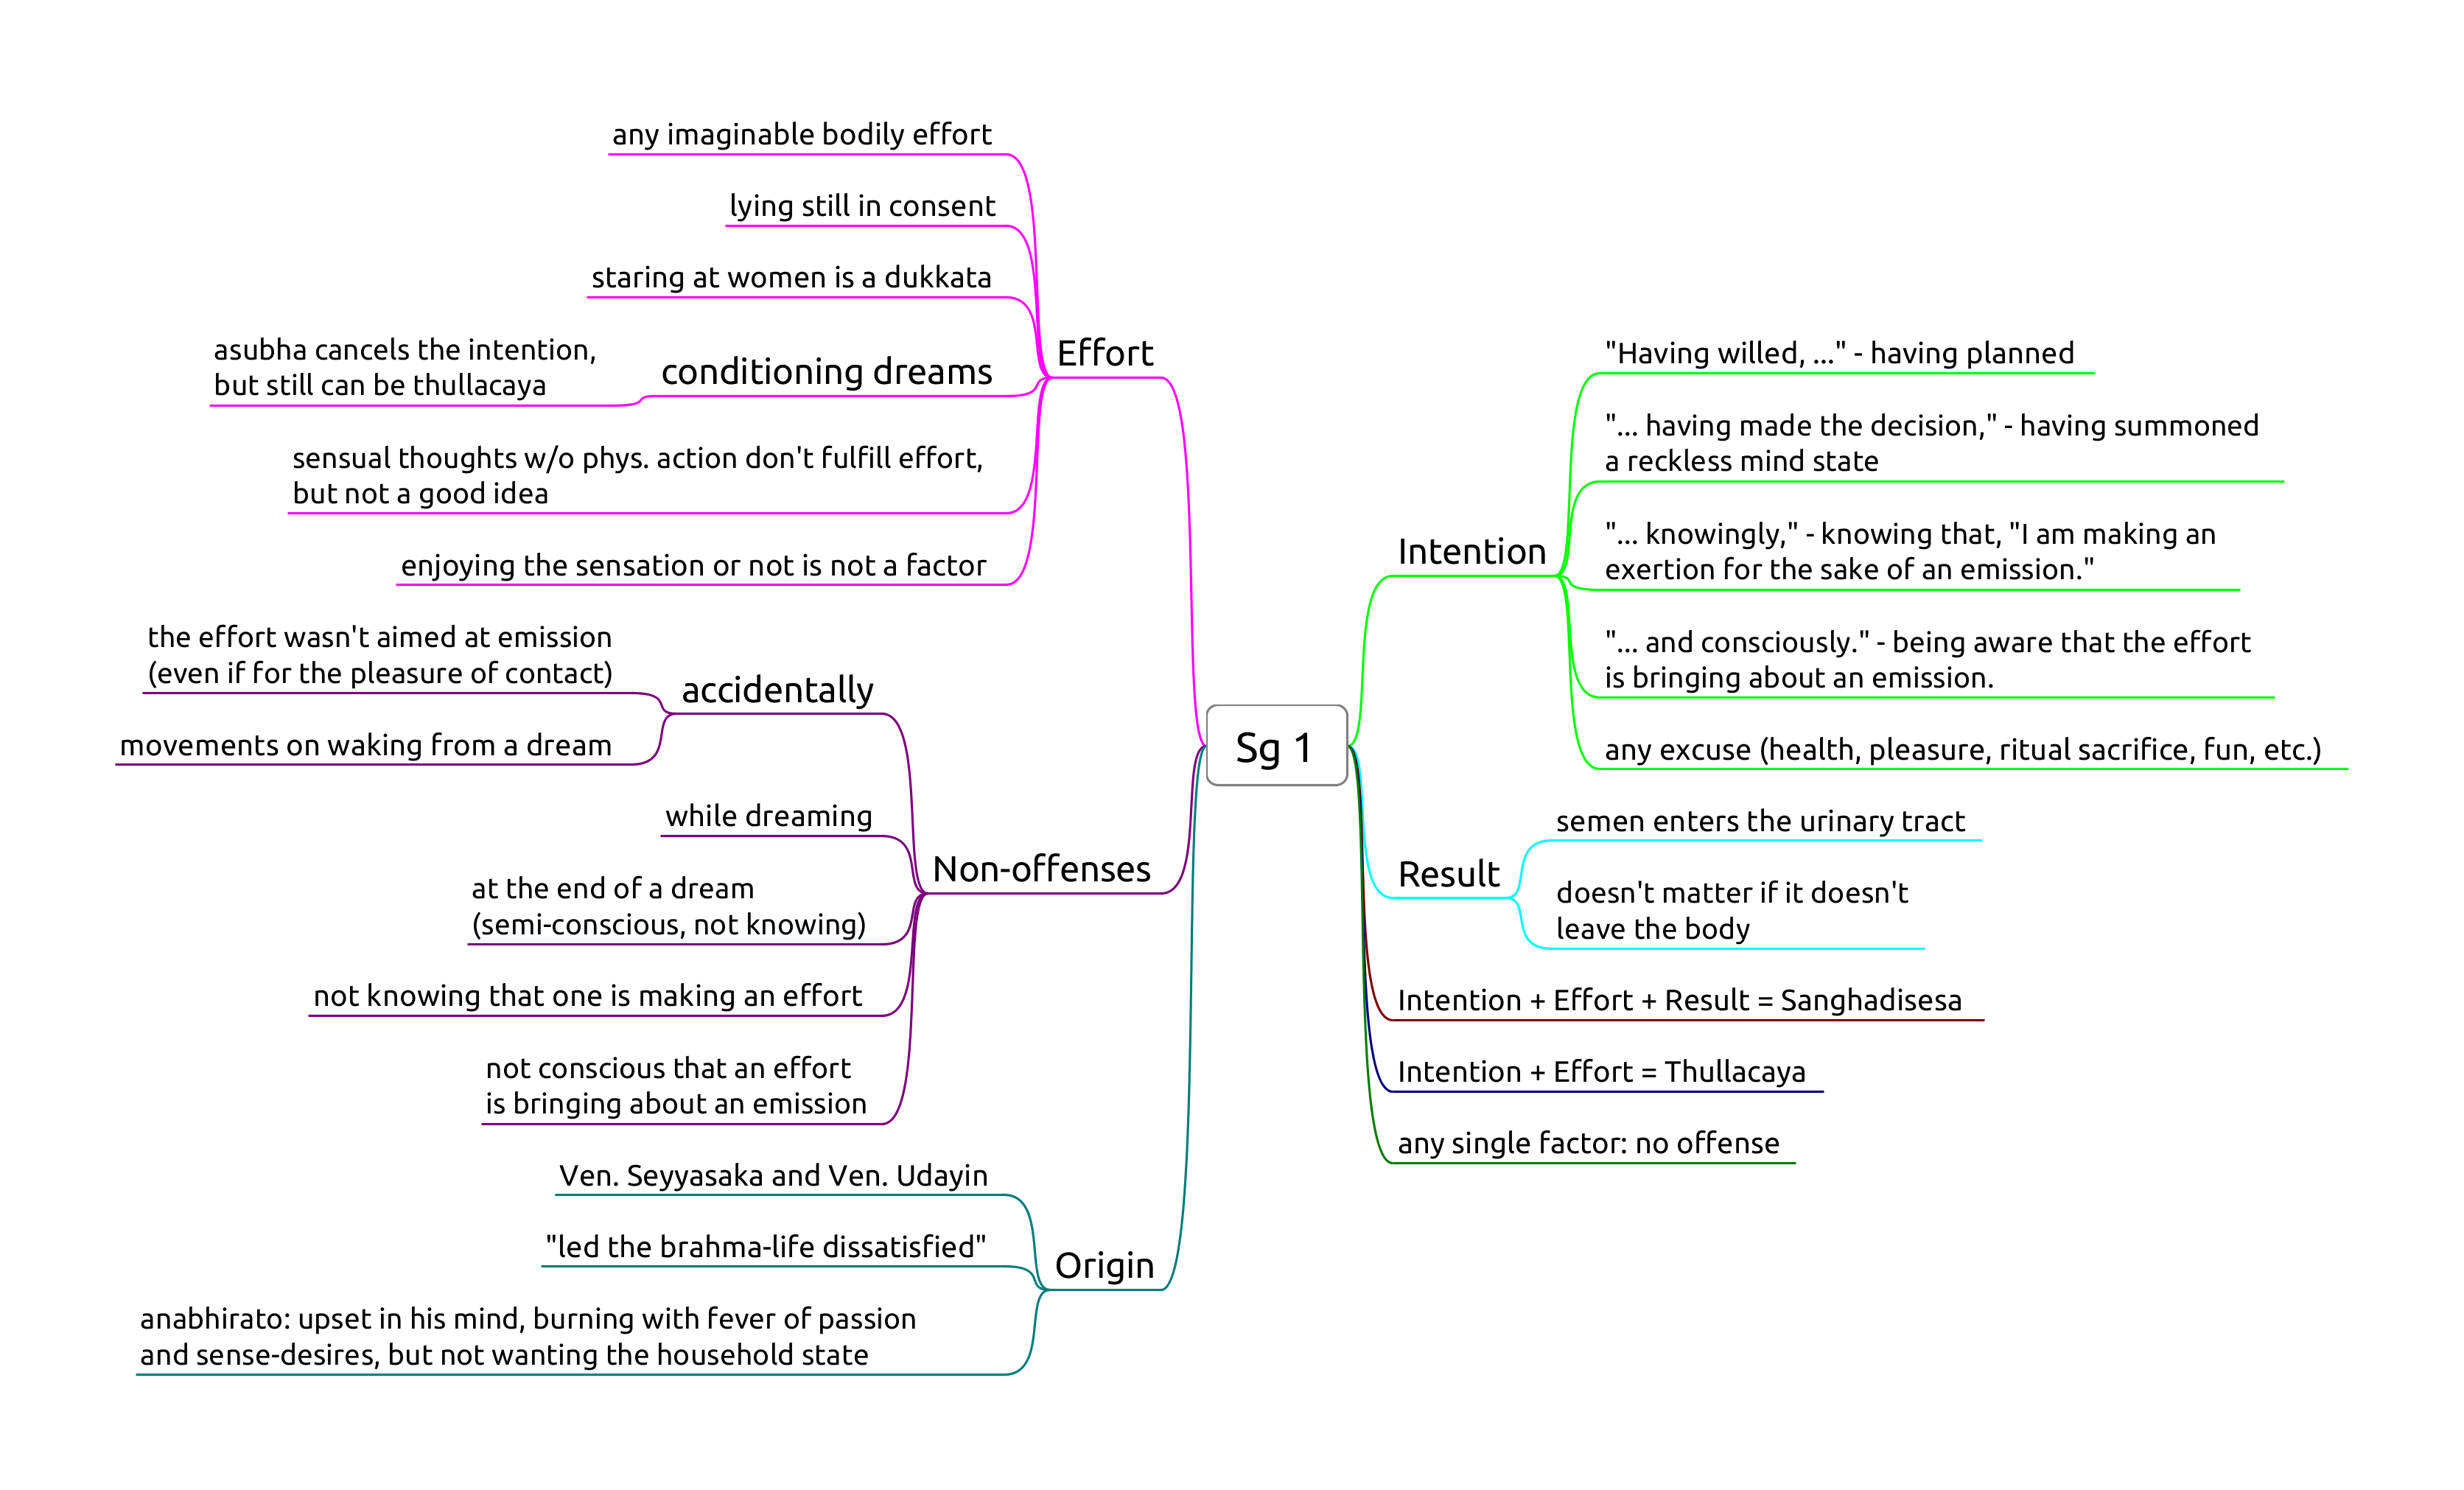 any imaginable bodily effort
lying still in consent
staring at women is a dukkata
asubha cancels the intention,
but still can be thullacaya
conditioning dreams
Effort
sensual thoughts w/o phys. action don't fulfill effort,
but not a good idea
enjoying the sensation or not is not a factor
the effort wasn't aimed at emission
(even if for the pleasure of contact)
accidentally
movements on waking from a dream
while dreaming
Non-offenses
at the end of a dream
(semi-conscious, not knowing)
not knowing that one is making an effort
not conscious that an effort
is bringing about an emission
Ven. Seyyasaka and Ven. Udayin
"led the brahma-life dissatisfied"
Origin
anabhirato: upset in his mind, burning with fever of passion
and sense-desires, but not wanting the household state
Sg 1
"Having willed, ..." - having planned
"... having made the decision," - having summoned
a reckless mind state
Intention
"... knowingly," - knowing that, "I am making an
exertion for the sake of an emission."
"... and consciously." - being aware that the effort
is bringing about an emission.
any excuse (health, pleasure, ritual sacrifice, fun, etc.)
semen enters the urinary tract
Result
doesn't matter if it doesn't
leave the body
Intention + Effort + Result = Sanghadisesa
Intention + Effort = Thullacaya
any single factor: no offense